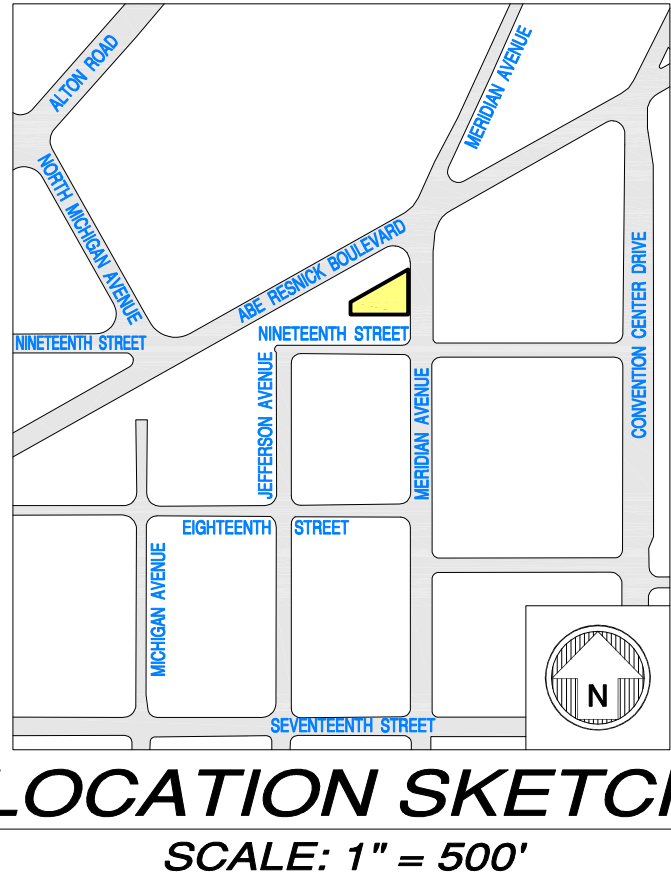 ALTON ROAD
MERIDIAN AVENUE
NORTH MICHIGAN AVENUE
ABE RESNICK BOULEVARD
CONVENTION CENTER DRIVE
NINETEENTH STREET
NINETEENTH STREET
JEFFERSON AVENUE
MERIDIAN AVENUE
EIGHTEENTH STREET
MICHIGAN AVENUE
N
SEVENTEENTH STREET
LOCATION SKETCH
SCALE: 1" = 500'